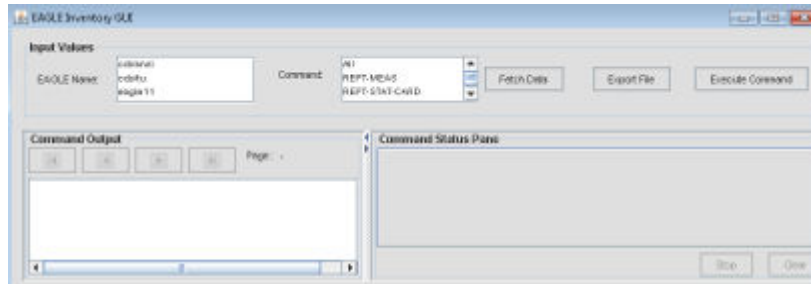 EAGLE Inventory GUI
Input Values
EAGLE Name:
eagle11
Command:
All
REPT-MEAS
REPT-STAT-CARD
Fetch Data
Export File
Execute Command
Command Output
Page: -
Command Status Pane
Stop